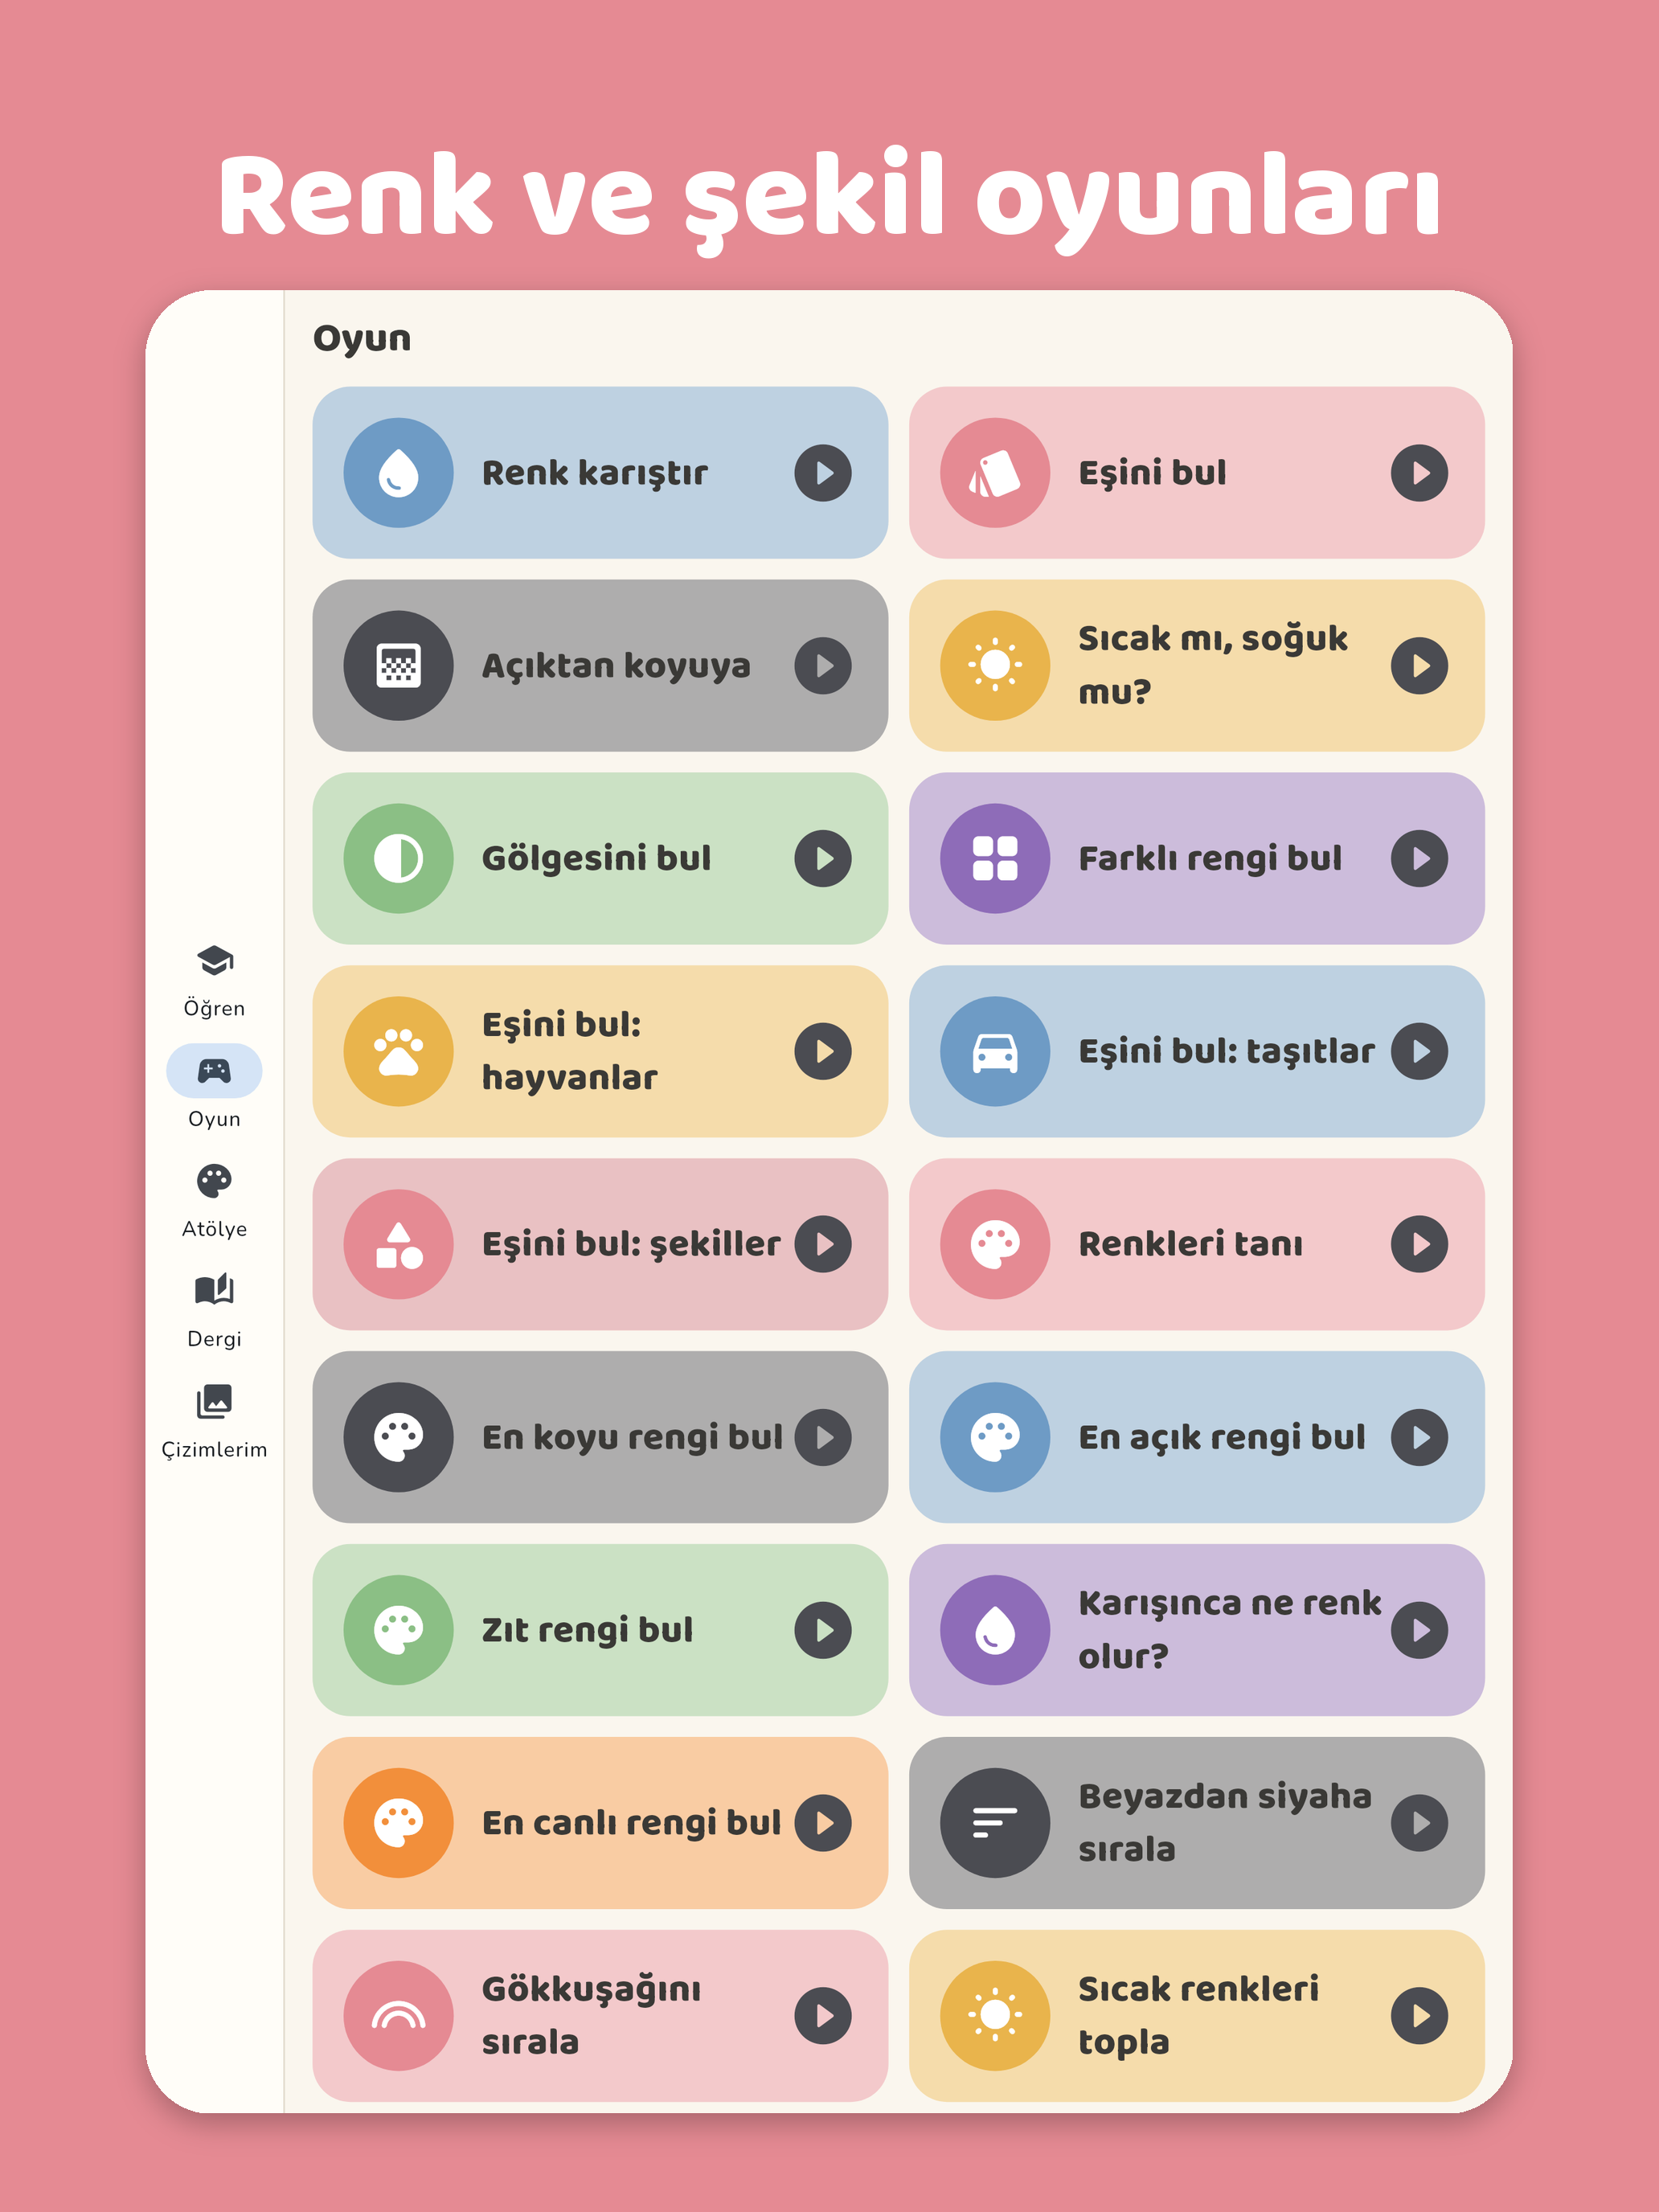 Renk ve şekil oyunları
Oyun
Renk karıştır
Eşini bul
Açıktan koyuya
Sıcak mı, soğuk
mu?
Gölgesini bul
Farklı rengi bul
Eşini bul:
hayvanlar
Eşini bul: taşıtlar
Eşini bul: şekiller
Renkleri tanı
En koyu rengi bul
En açık rengi bul
Zıt rengi bul
Karışınca ne renk
olur?
En canlı rengi bul
Beyazdan siyaha
sırala
Gökkuşağını
sırala
Sıcak renkleri
topla
Öğren
Oyun
Atölye
Dergi
Çizimlerim